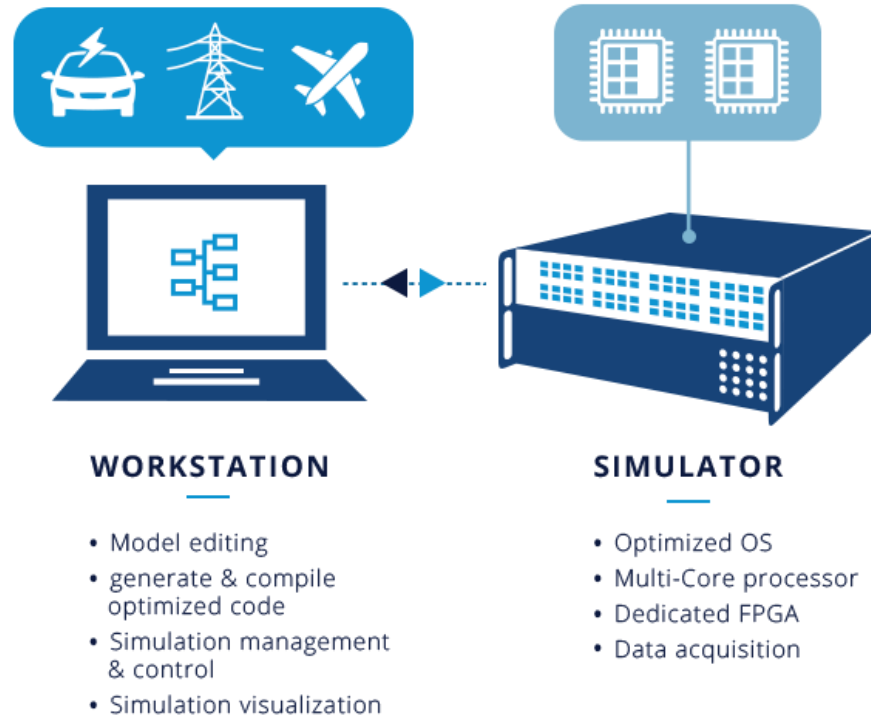 WORKSTATION
• Model editing
• generate & compile
optimized code
• Simulation management
& control
• Simulation visualization
SIMULATOR
• Optimized OS
• Multi-Core processor
• Dedicated FPGA
• Data acquisition